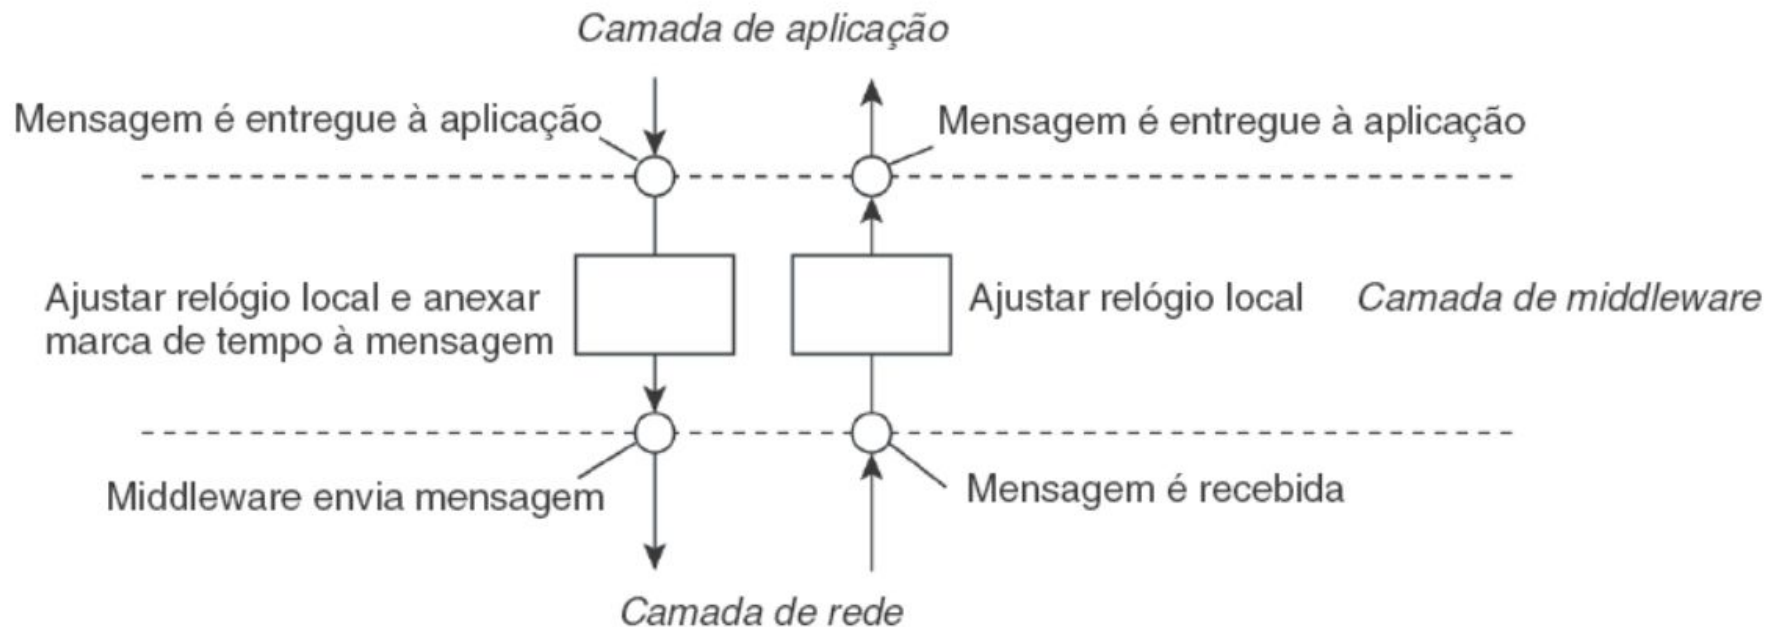 Camada de aplicação
Mensagem é entregue à aplicação
Mensagem é entregue à aplicação
Ajustar relógio local e anexar
marca de tempo à mensagem
Ajustar relógio local
Camada de middleware
Middleware envia mensagem
Mensagem é recebida
Camada de rede